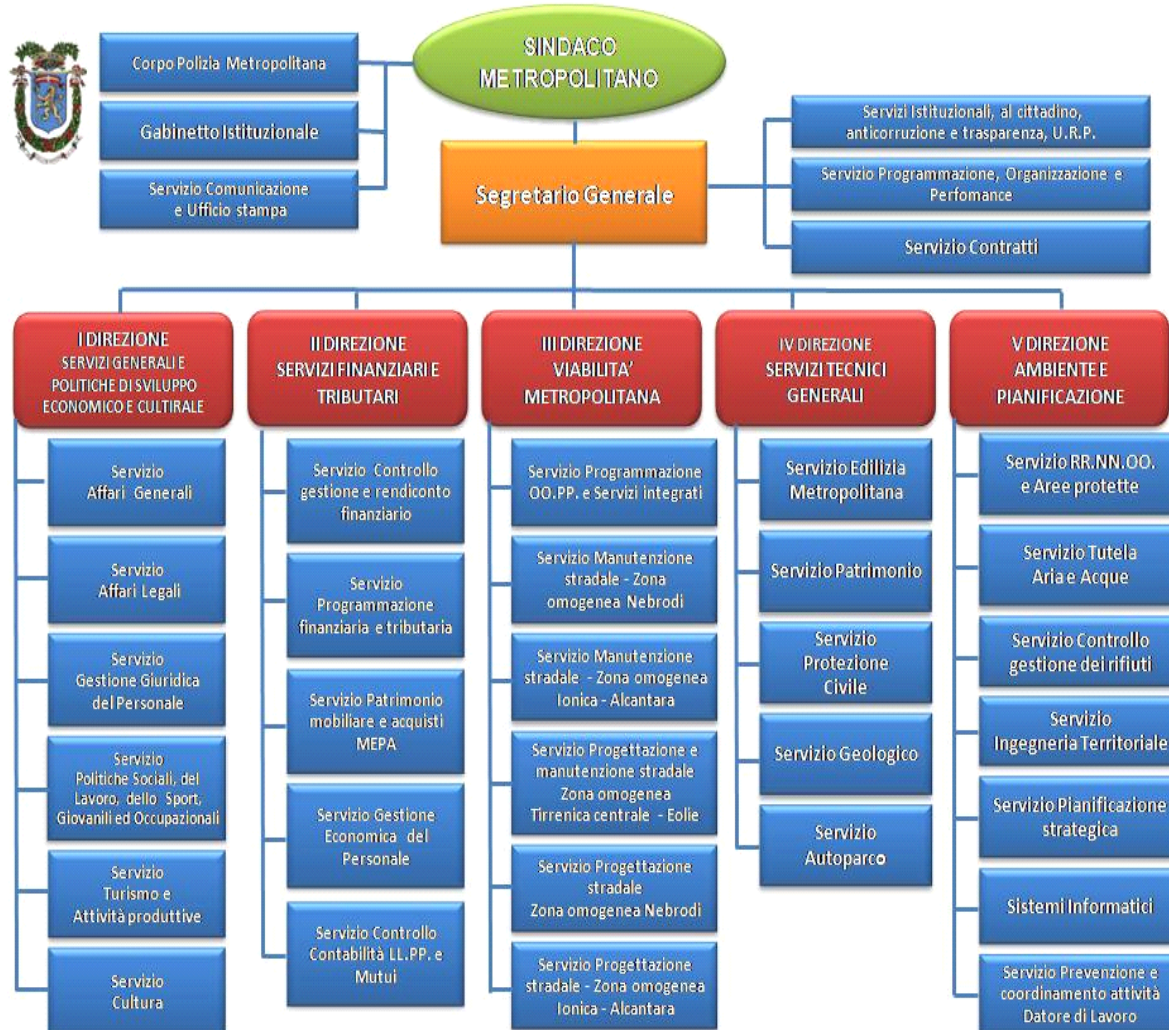 SINDACO
METROPOLITANO
Corpo Polizia Metropolitana
Gabinetto Istituzionale
Servizio Comunicazione
e Ufficio stampa
Segretario Generale
Servizi Istituzionali, al cittadino,
anticorruzione e trasparenza, U.R.P.
Servizio Programmazione, Organizzazione e
Perfomance
Servizio Contratti
I DIREZIONE
SERVIZI GENERALI E
POLITICHE DI SVILUPPO
ECONOMICO E CULTIRALE
Servizio
Affari Generali
Servizio
Affari Legali
Servizio
Gestione Giuridica
del Personale
Servizio
Politiche Sociali, del
Lavoro, dello Sport,
Giovanili ed Occupazionali
Servizio
Turismo e
Attività produttive
Servizio
Cultura
II DIREZIONE
SERVIZI FINANZIARI E
TRIBUTARI
Servizio Controllo
gestione e rendiconto
finanziario
Servizio
Programmazione
finanziaria e tributaria
Servizio Patrimonio
mobiliare e acquisti
MEPA
Servizio Gestione
Economica del
Personale
Servizio Controllo
Contabilità LL.PP. e
Mutui
III DIREZIONE
VIABILITA'
METROPOLITANA
Servizio Programmazione
OO.PP. e Servizi integrati
Servizio Manutenzione
stradale - Zona
omogenea Nebrodi
Servizio Manutenzione
stradale - Zona omogenea
Ionica - Alcantara
Servizio Progettazione e
manutenzione stradale
Zona omogenea
Tirrenica centrale - Eolie
Servizio Progettazione
stradale
Zona omogenea Nebrodi
Servizio Progettazione
stradale - Zona omogenea
Ionica - Alcantara
IV DIREZIONE
SERVIZI TECNICI
GENERALI
Servizio Edilizia
Metropolitana
Servizio Patrimonio
Servizio
Protezione
Civile
Servizio Geologico
Servizio
Autoparco
V DIREZIONE
AMBIENTE E
PIANIFICAZIONE
Servizio RR.NN.OO.
e Aree protette
Servizio Tutela
Aria e Acque
Servizio Controllo
gestione dei rifiuti
Servizio
Ingegneria Territoriale
Servizio Pianificazione
strategica
Sistemi Informatici
Servizio Prevenzione e
coordinamento attività
Datore di Lavoro